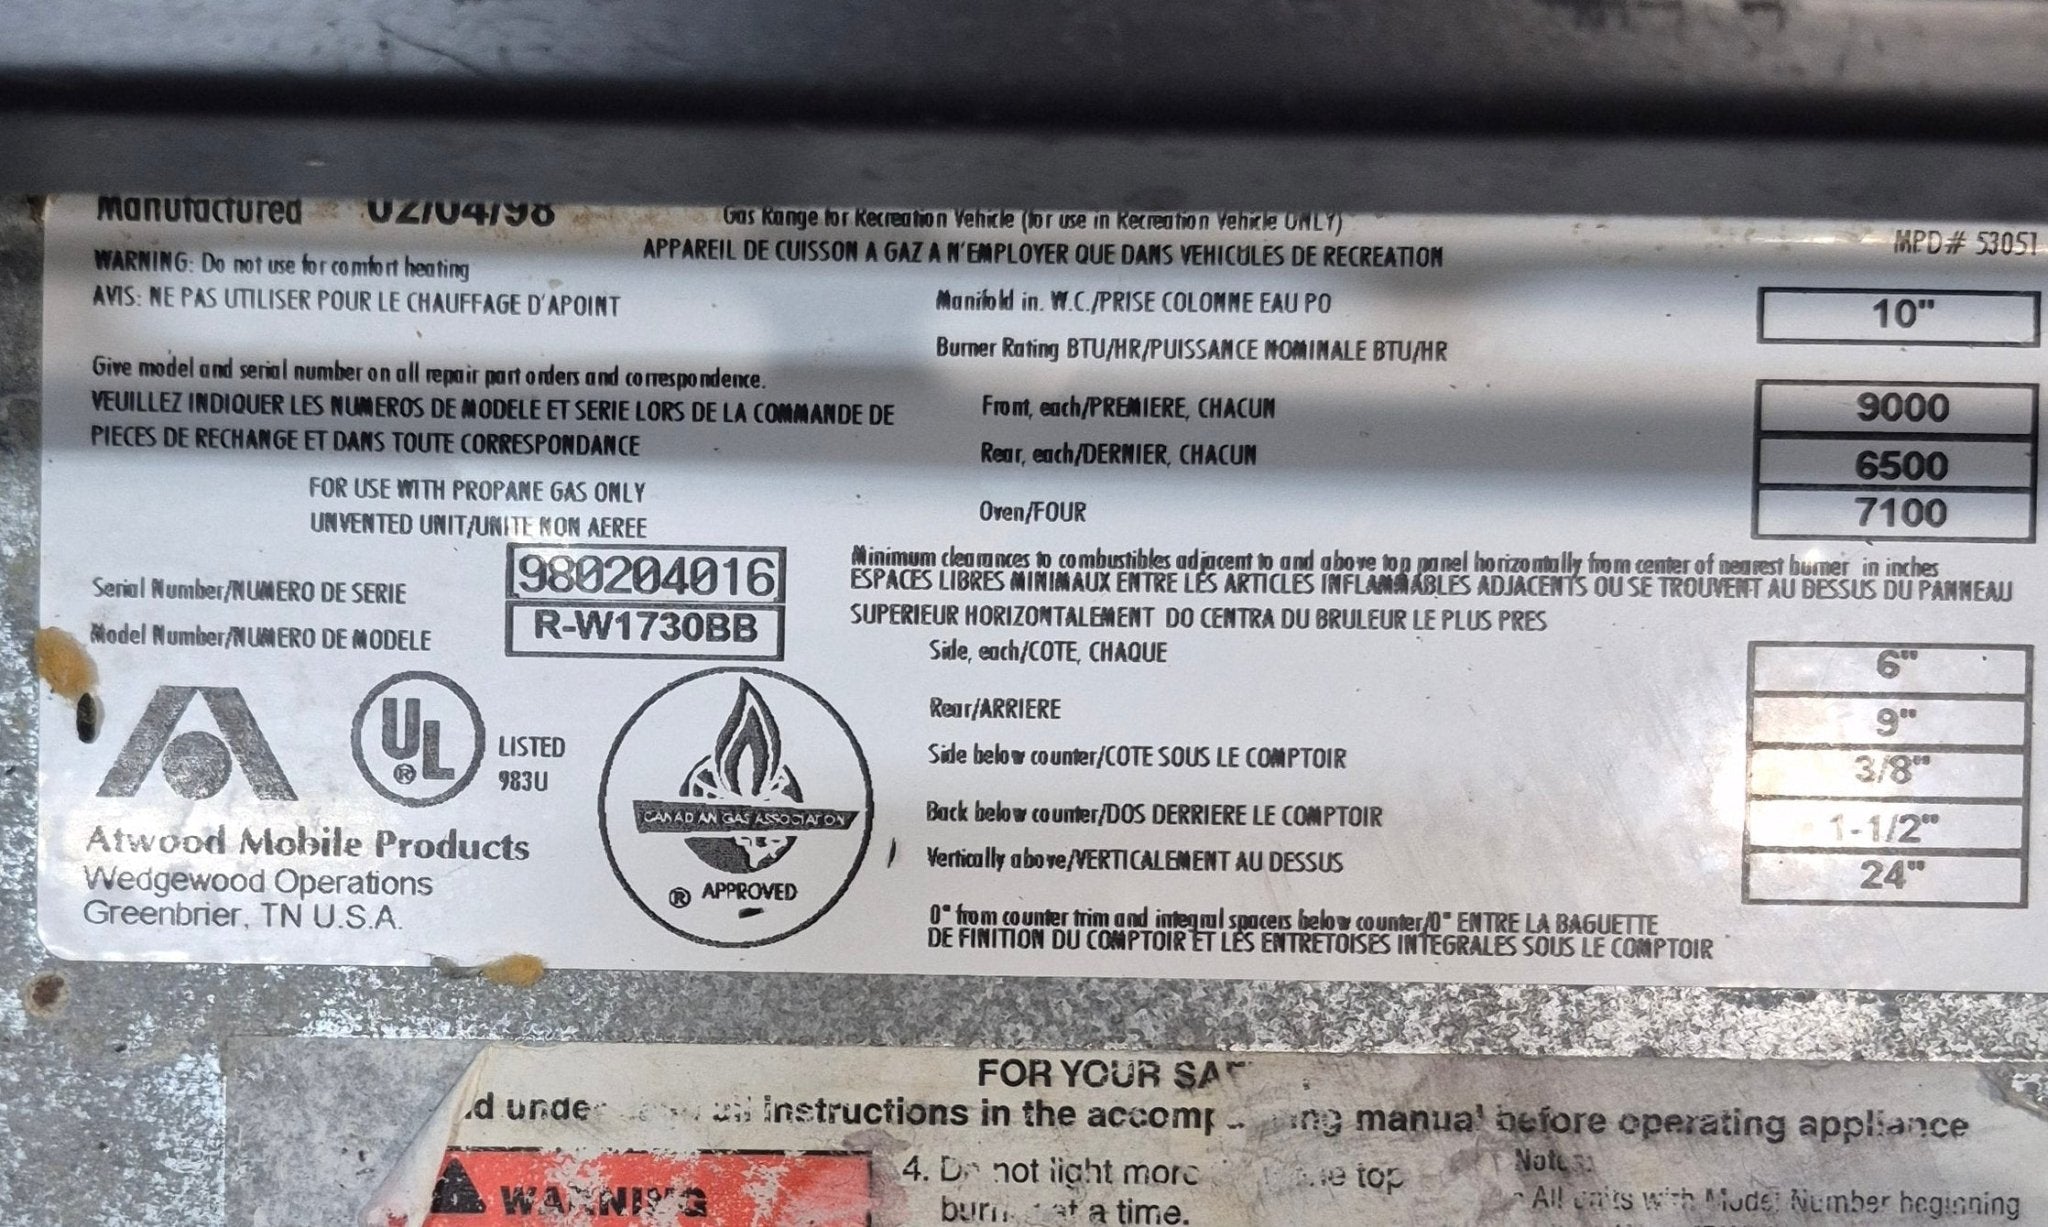 Manufactured 02/04/98
Gas Range for Recreation Vehicle (for use in Recreation Vehicle ONLY)
APPAREIL DE CUISSON A GAZ A N'EMPLOYER QUE DANS VEHICULES DE RECREATION
MPD# 53051
WARNING: Do not use for comfort heating
AVIS: NE PAS UTILISER POUR LE CHAUFFAGE D'APOINT
Give model and serial number on all repair part orders and correspondence.
VEUILLEZ INDIQUER LES NUMEROS DE MODELE ET SERIE LORS DE LA COMMANDE DE
PIECES DE RECHANGE ET DANS TOUTE CORRESPONDANCE
FOR USE WITH PROPANE GAS ONLY
UNVENTED UNIT/UNITE NON AEREE
Serial Number/NUMERO DE SERIE 980204016
Model Number/NUMERO DE MODELE R-W1730BB
UL ®
LISTED
983U
CANADIAN GAS ASSOCIATION
® APPROVED
Atwood Mobile Products
Wedgewood Operations
Greenbrier, TN U.S.A.
Manifold in. W.C./PRISE COLONNE EAU PO 10"
Burner Rating BTU/HR/PUISSANCE NOMINALE BTU/HR
Front, each/PREMIERE, CHACUN 9000
Rear, each/DERNIER, CHACUN 6500
Oven/FOUR 7100
Minimum clearances to combustibles adjacent to and above top panel horizontally from center of nearest burner in inches
ESPACES LIBRES MINIMAUX ENTRE LES ARTICLES INFLAMMABLES ADJACENTS OU SE TROUVENT AU DESSUS DU PANNEAU
SUPERIEUR HORIZONTALEMENT DO CENTRA DU BRULEUR LE PLUS PRES
Side, each/COTE, CHAQUE 6"
Rear/ARRIERE 9"
Side below counter/COTE SOUS LE COMPTOIR 3/8"
Back below counter/DOS DERRIERE LE COMPTOIR 1-1/2"
Vertically above/VERTICALEMENT AU DESSUS 24"
0" from counter trim and integral spacers below counter/0" ENTRE LA BAGUETTE
DE FINITION DU COMPTOIR ET LES ENTRETOISES INTEGRALES SOUS LE COMPTOIR
FOR YOUR
instructions in the manual before operating appliance
WARNING
4. Do not light more top
at a time.
All units with Model Number beginning